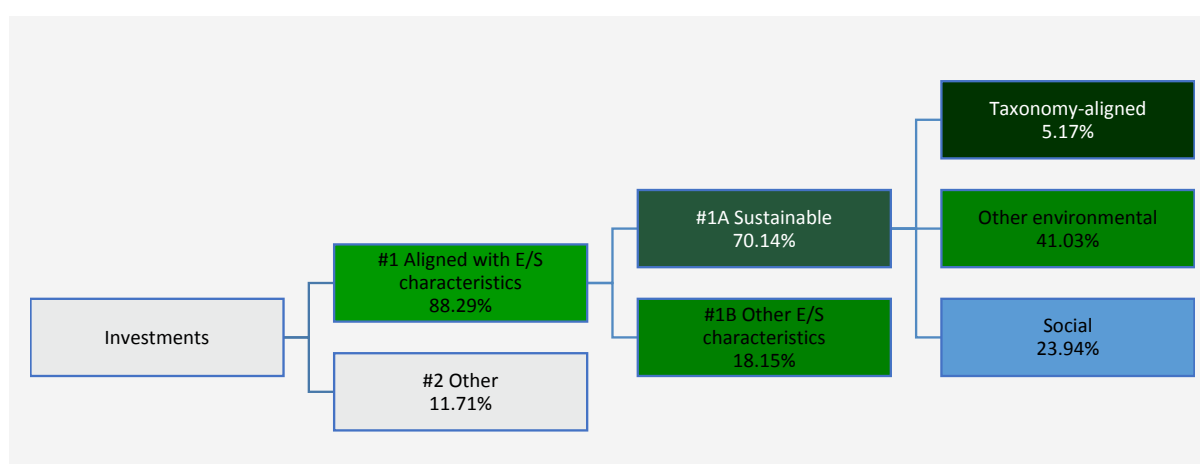 Investments
#1 Aligned with E/S
characteristics
88.29%
#2 Other
11.71%
#1A Sustainable
70.14%
#1B Other E/S
characteristics
18.15%
Taxonomy-aligned
5.17%
Other environmental
41.03%
Social
23.94%